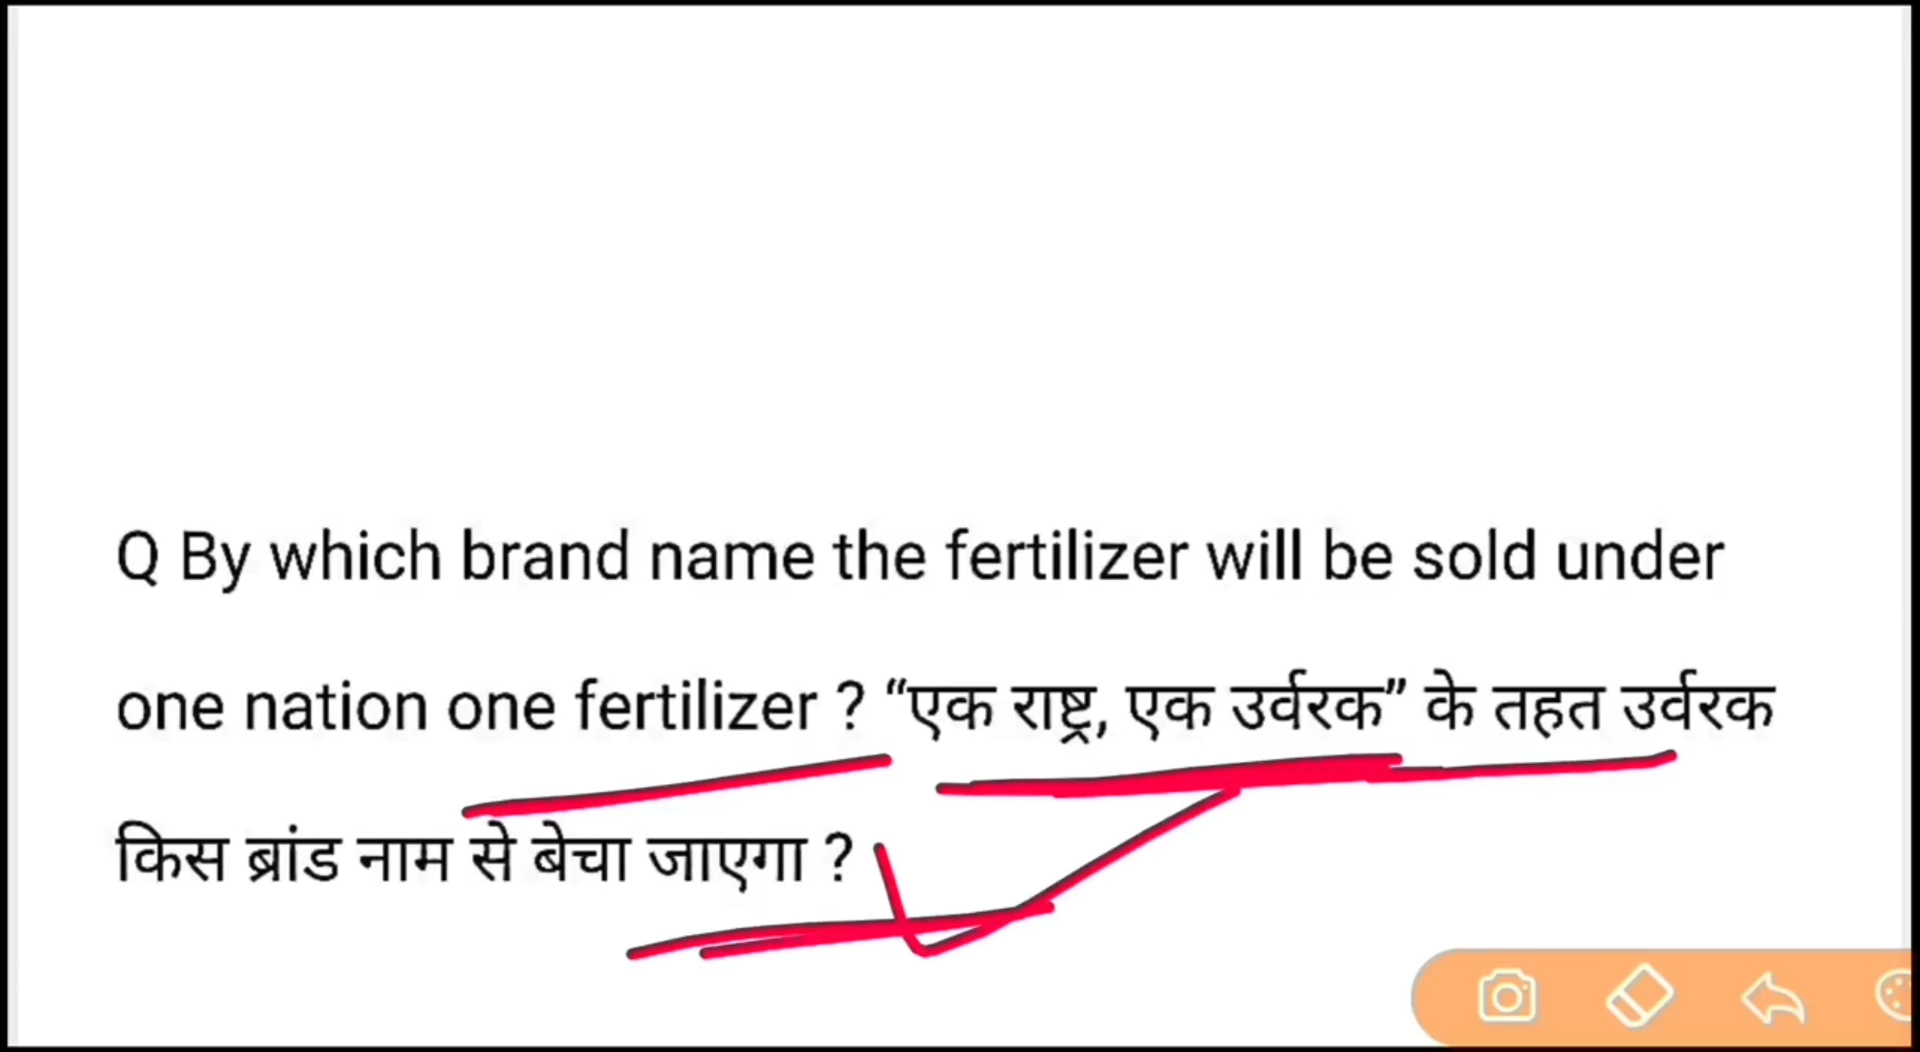 Q By which brand name the fertilizer will be sold under
one nation one fertilizer ? “एक राष्ट्र, एक उर्वरक” के तहत उर्वरक
किस ब्रांड नाम से बेचा जाएगा ?